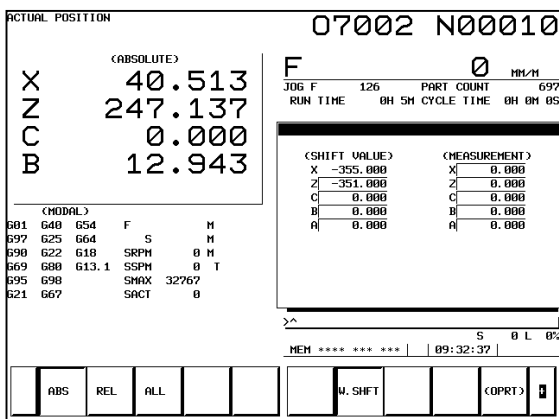 ACTUAL POSITION
O7002 N00010
(ABSOLUTE)
X 40.513
Z 247.137
C 0.000
B 12.943
F 0 MM/M
JOG F 126 PART COUNT 697
RUN TIME 0H 5M CYCLE TIME 0H 0M 0S
(SHIFT VALUE) (MEASUREMENT)
X -355.000 X 0.000
Z -351.000 Z 0.000
C 0.000 C 0.000
B 0.000 B 0.000
A 0.000 A 0.000
(MODAL)
G01 G40 G54 F M
G97 G25 G64 S M
G90 G22 G18 SRPM 0 M
G69 G80 G13.1 SSPM 0 T
G95 G98 SMAX 32767
G21 G67 SACT 0
>^
S 0 L 0%
MEM **** *** *** 09:32:37
ABS REL ALL W.SHFT (OPRT) +